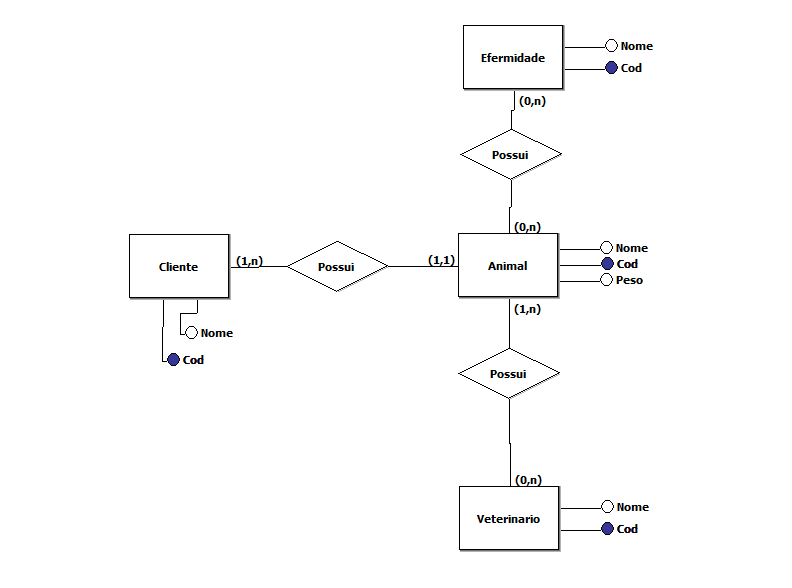 Efermidade
Nome
Cod
(0,n)
Possui
(0,n)
Cliente
(1,n)
Possui
(1,1)
Animal
Nome
Cod
Peso
Nome
Cod
(1,n)
Possui
(0,n)
Veterinario
Nome
Cod